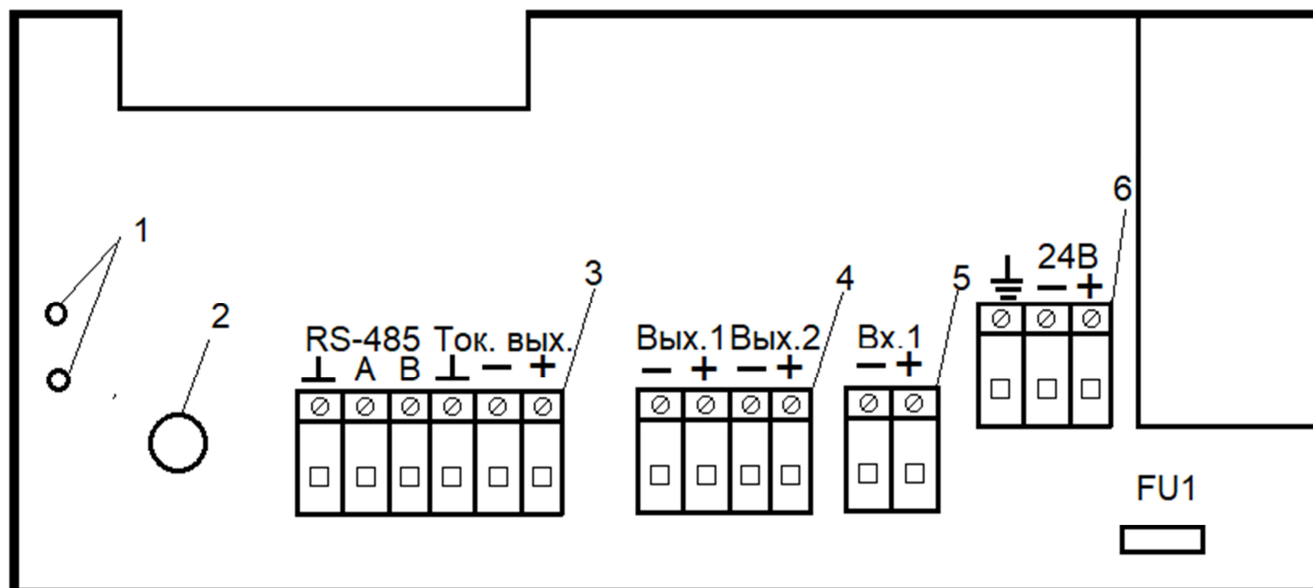 1
2
RS-485 Ток. вых.
⊥ A B ⊥ − +
3
Вых.1 Вых.2
− + − +
4
Вх.1
− +
5
24В
⏚ − +
6
FU1